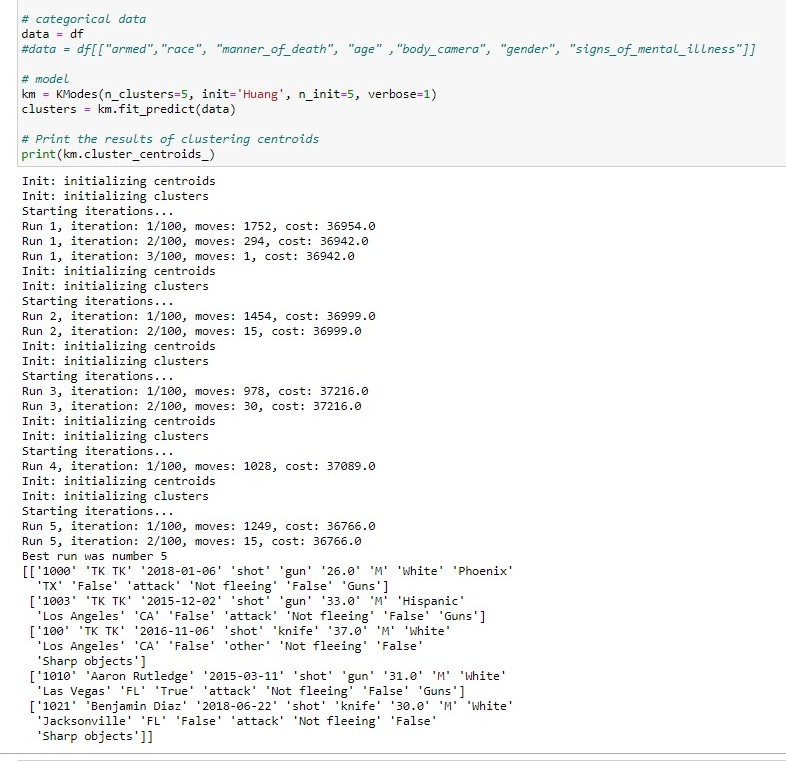 # categorical data
data = df
#data = df[["armed","race", "manner_of_death", "age" ,"body_camera", "gender", "signs_of_mental_illness"]]
# model
km = KModes(n_clusters=5, init='Huang', n_init=5, verbose=1)
clusters = km.fit_predict(data)
# Print the results of clustering centroids
print(km.cluster_centroids_)
Init: initializing centroids
Init: initializing clusters
Starting iterations...
Run 1, iteration: 1/100, moves: 1752, cost: 36954.0
Run 1, iteration: 2/100, moves: 294, cost: 36942.0
Run 1, iteration: 3/100, moves: 1, cost: 36942.0
Init: initializing centroids
Init: initializing clusters
Starting iterations...
Run 2, iteration: 1/100, moves: 1454, cost: 36999.0
Run 2, iteration: 2/100, moves: 15, cost: 36999.0
Init: initializing centroids
Init: initializing clusters
Starting iterations...
Run 3, iteration: 1/100, moves: 978, cost: 37216.0
Run 3, iteration: 2/100, moves: 30, cost: 37216.0
Init: initializing centroids
Init: initializing clusters
Starting iterations...
Run 4, iteration: 1/100, moves: 1028, cost: 37089.0
Init: initializing centroids
Init: initializing clusters
Starting iterations...
Run 5, iteration: 1/100, moves: 1249, cost: 36766.0
Run 5, iteration: 2/100, moves: 15, cost: 36766.0
Best run was number 5
[['1000' 'TK TK' '2018-01-06' 'shot' 'gun' '26.0' 'M' 'White' 'Phoenix'
'TX' 'False' 'attack' 'Not fleeing' 'False' 'Guns']
['1003' 'TK TK' '2015-12-02' 'shot' 'gun' '33.0' 'M' 'Hispanic'
'Los Angeles' 'CA' 'False' 'attack' 'Not fleeing' 'False' 'Guns']
['100' 'TK TK' '2016-11-06' 'shot' 'knife' '37.0' 'M' 'White'
'Los Angeles' 'CA' 'False' 'other' 'Not fleeing' 'False'
'Sharp objects']
['1010' 'Aaron Rutledge' '2015-03-11' 'shot' 'gun' '31.0' 'M' 'White'
'Las Vegas' 'FL' 'True' 'attack' 'Not fleeing' 'False' 'Guns']
['1021' 'Benjamin Diaz' '2018-06-22' 'shot' 'knife' '30.0' 'M' 'White'
'Jacksonville' 'FL' 'False' 'attack' 'Not fleeing' 'False'
'Sharp objects']]